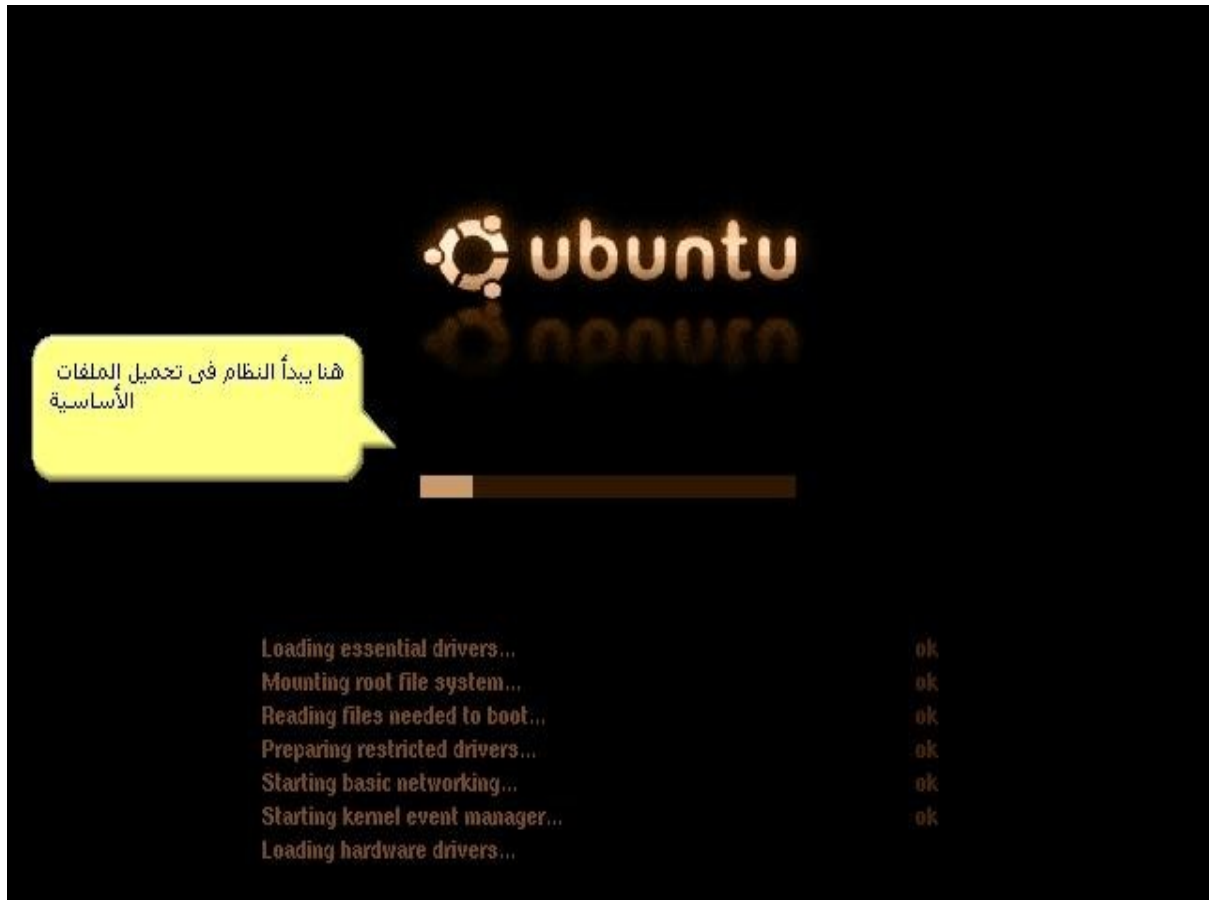 ubuntu
هنا يبدأ النظام فى تحميل الملفات
الأساسية
Loading essential drivers... ok
Mounting root file system... ok
Reading files needed to boot... ok
Preparing restricted drivers... ok
Starting basic networking... ok
Starting kernel event manager... ok
Loading hardware drivers...